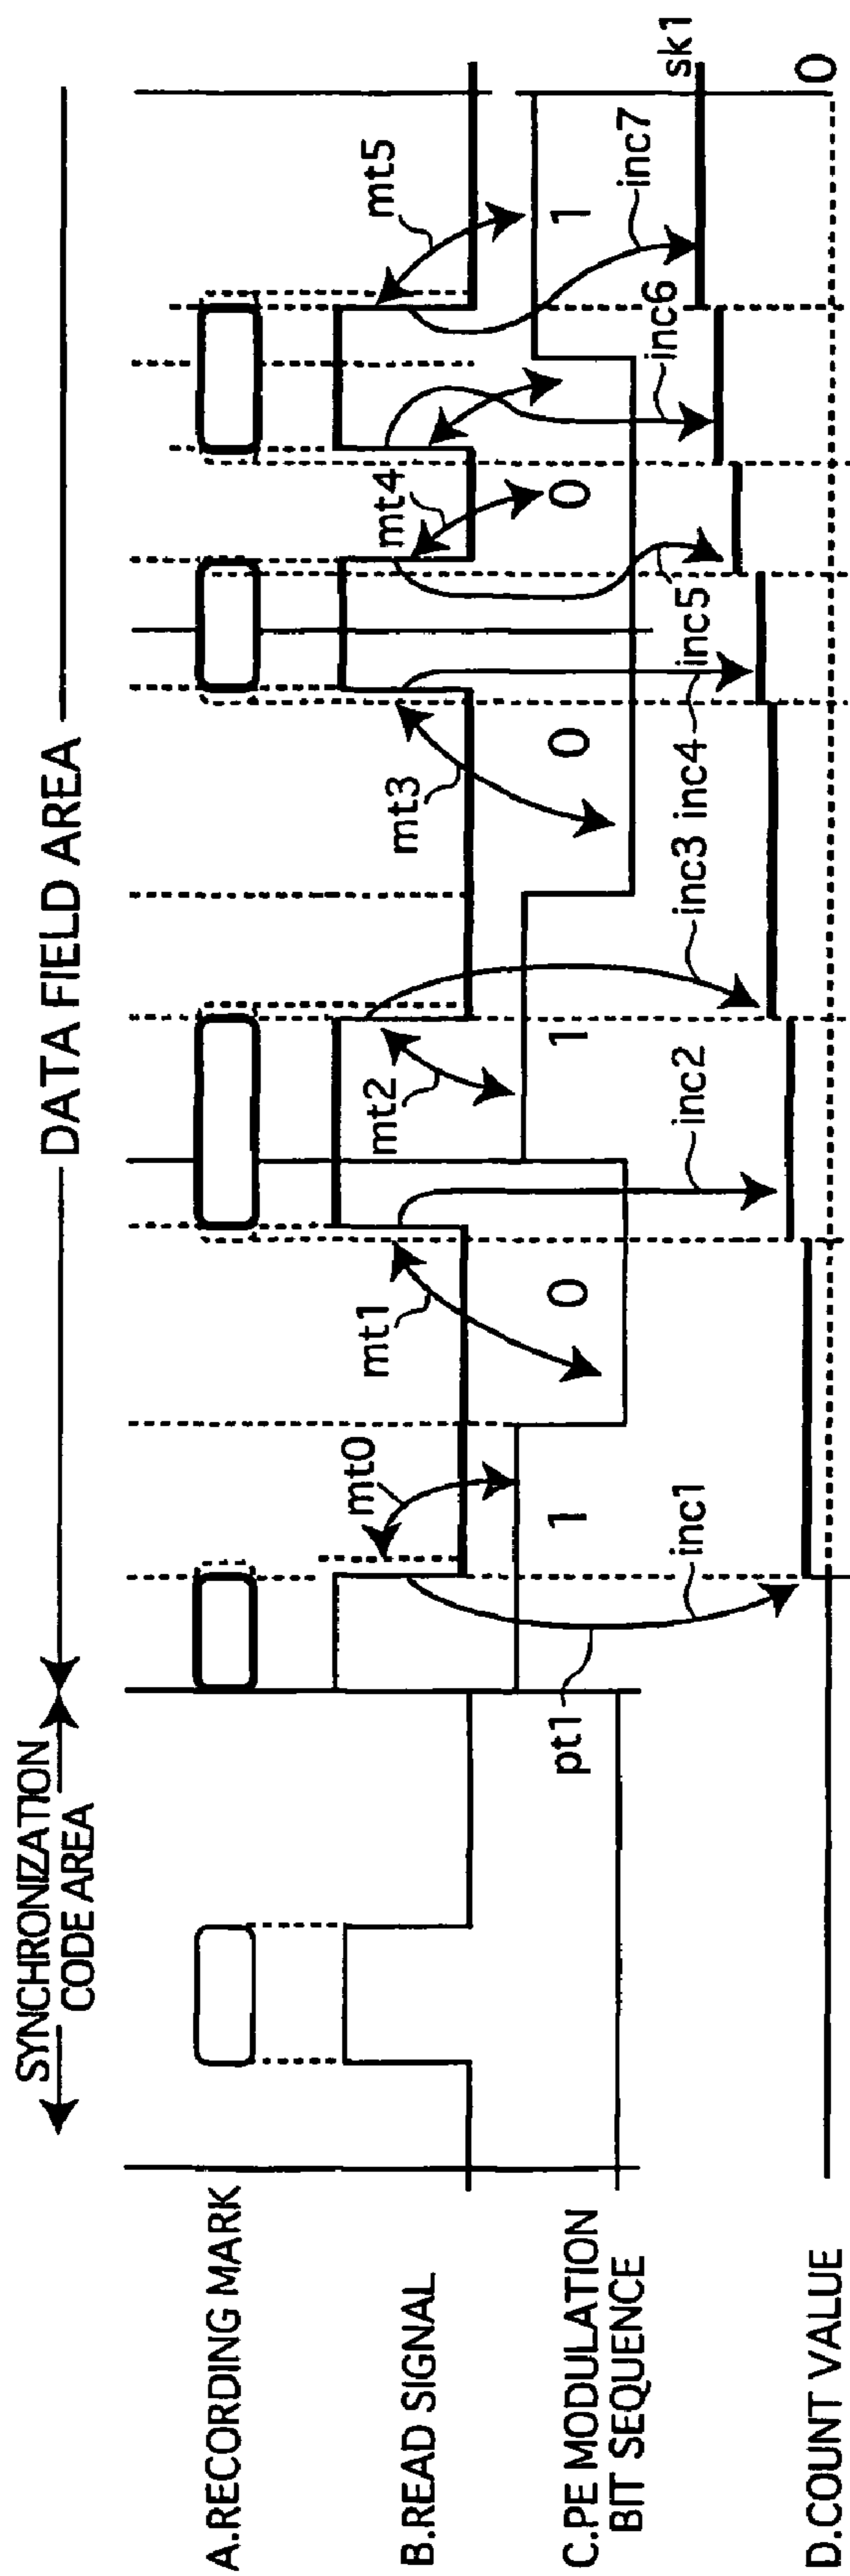 SYNCHRONIZATION
CODE AREA
DATA FIELD AREA
A.RECORDING MARK
B.READ SIGNAL
mt0
mt1
mt2
mt3
mt4
mt5
C.PE MODULATION
BIT SEQUENCE
1
0
1
0
0
1
pt1
inc1
inc2
inc3
inc4
inc5
inc6
inc7
sk1
D.COUNT VALUE
0